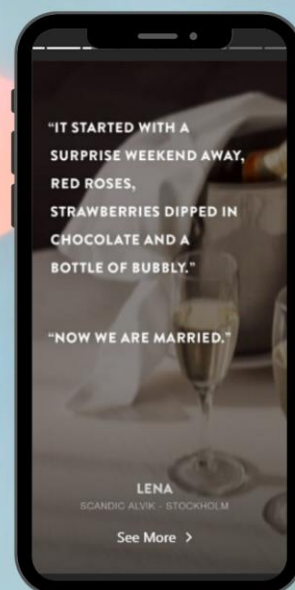 “IT STARTED WITH A
SURPRISE WEEKEND AWAY,
RED ROSES,
STRAWBERRIES DIPPED IN
CHOCOLATE AND A
BOTTLE OF BUBBLY.”
“NOW WE ARE MARRIED.”
LENA
SCANDIC ALVIK - STOCKHOLM
See More >